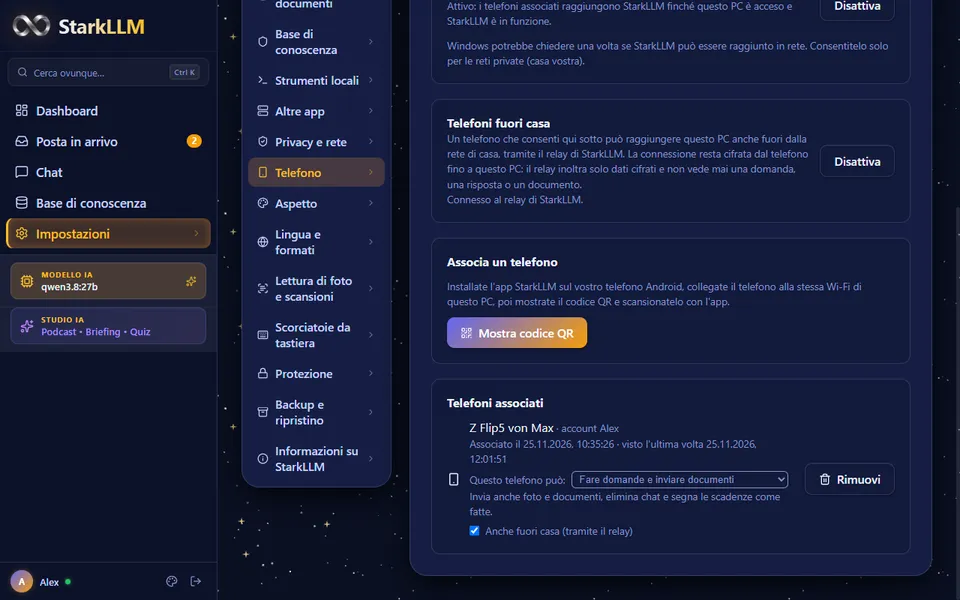 StarkLLM
Cerca ovunque...
Ctrl K
Dashboard
Posta in arrivo
2
Chat
Base di conoscenza
Impostazioni
MODELLO IA
qwen3.8:27b
STUDIO IA
Podcast • Briefing • Quiz
A
Alex
documenti
Base di
conoscenza
Strumenti locali
Altre app
Privacy e rete
Telefono
Aspetto
Lingua e
formati
Lettura di foto
e scansioni
Scorciatoie da
tastiera
Protezione
Backup e
ripristino
Informazioni su
StarkLLM
Attivo: i telefoni associati raggiungono StarkLLM finché questo PC è acceso e
StarkLLM è in funzione.
Disattiva
Windows potrebbe chiedere una volta se StarkLLM può essere raggiunto in rete. Consentitelo solo
per le reti private (casa vostra).
Telefoni fuori casa
Un telefono che consenti qui sotto può raggiungere questo PC anche fuori dalla
rete di casa, tramite il relay di StarkLLM. La connessione resta cifrata dal telefono
fino a questo PC: il relay inoltra solo dati cifrati e non vede mai una domanda,
una risposta o un documento.
Connesso al relay di StarkLLM.
Disattiva
Associa un telefono
Installate l'app StarkLLM sul vostro telefono Android, collegate il telefono alla stessa Wi-Fi di
questo PC, poi mostrate il codice QR e scansionatelo con l'app.
Mostra codice QR
Telefoni associati
Z Flip5 von Max · account Alex
Associato il 25.11.2026, 10:35:26 · visto l'ultima volta 25.11.2026,
12:01:51
Questo telefono può: Fare domande e inviare documenti
Invia anche foto e documenti, elimina chat e segna le scadenze come
fatte.
Anche fuori casa (tramite il relay)
Rimuovi